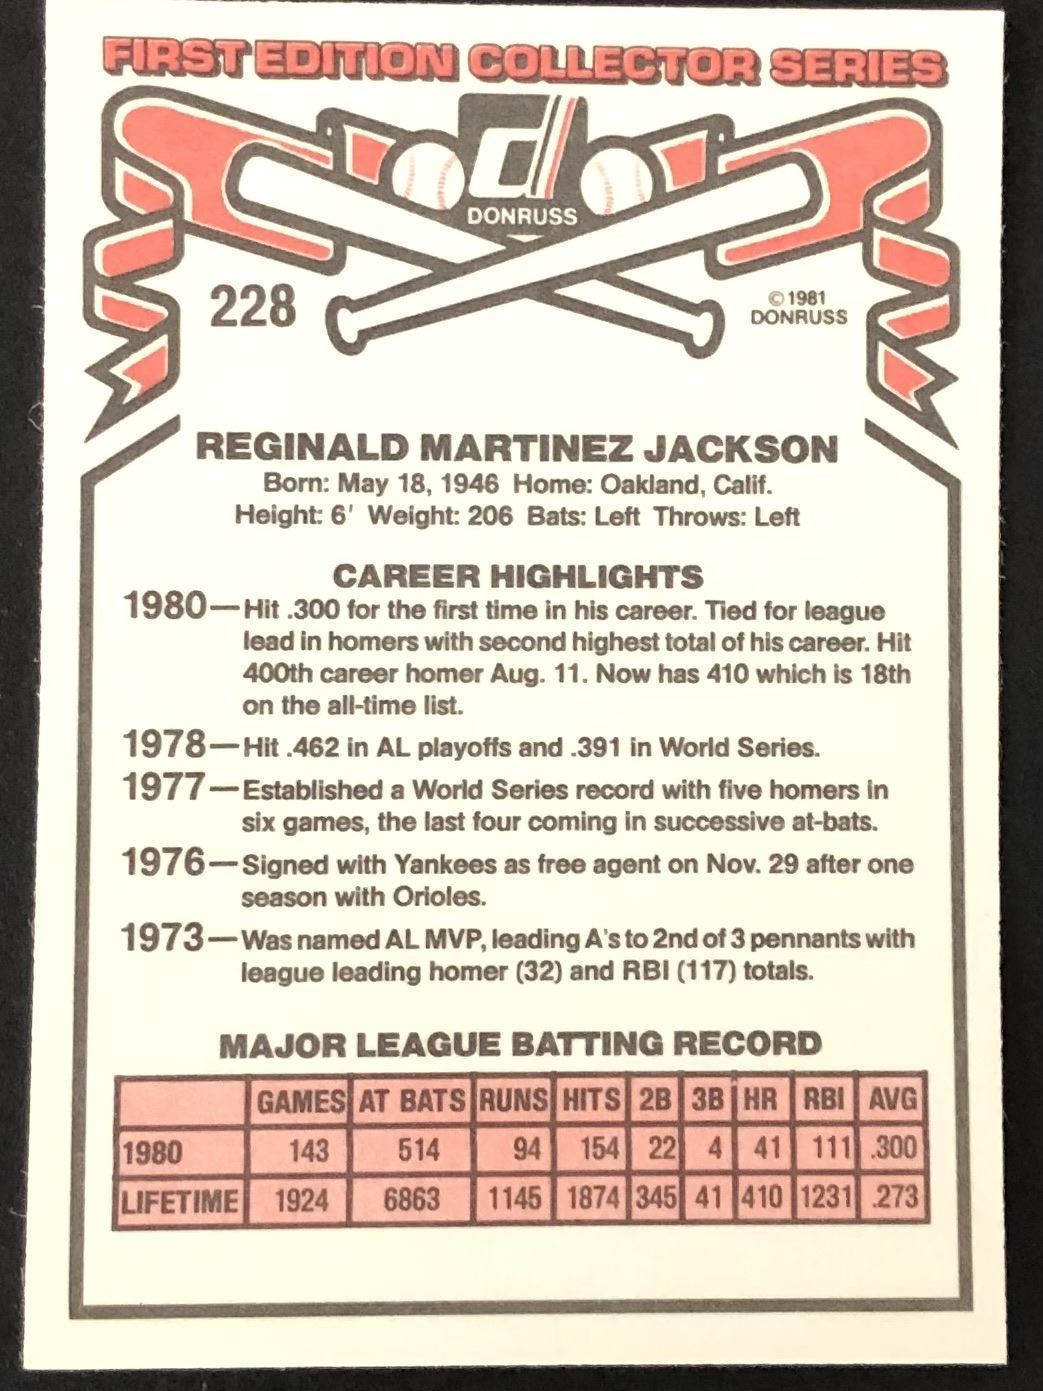 FIRST EDITION COLLECTOR SERIES
d
DONRUSS
228
© 1981
DONRUSS
REGINALD MARTINEZ JACKSON
Born: May 18, 1946 Home: Oakland, Calif.
Height: 6' Weight: 206 Bats: Left Throws: Left
CAREER HIGHLIGHTS
1980—Hit .300 for the first time in his career. Tied for league
lead in homers with second highest total of his career. Hit
400th career homer Aug. 11. Now has 410 which is 18th
on the all-time list.
1978—Hit .462 in AL playoffs and .391 in World Series.
1977—Established a World Series record with five homers in
six games, the last four coming in successive at-bats.
1976—Signed with Yankees as free agent on Nov. 29 after one
season with Orioles.
1973—Was named AL MVP, leading A's to 2nd of 3 pennants with
league leading homer (32) and RBI (117) totals.
MAJOR LEAGUE BATTING RECORD
GAMES AT BATS RUNS HITS 2B 3B HR RBI AVG
1980 143 514 94 154 22 4 41 111 .300
LIFETIME 1924 6863 1145 1874 345 41 410 1231 .273